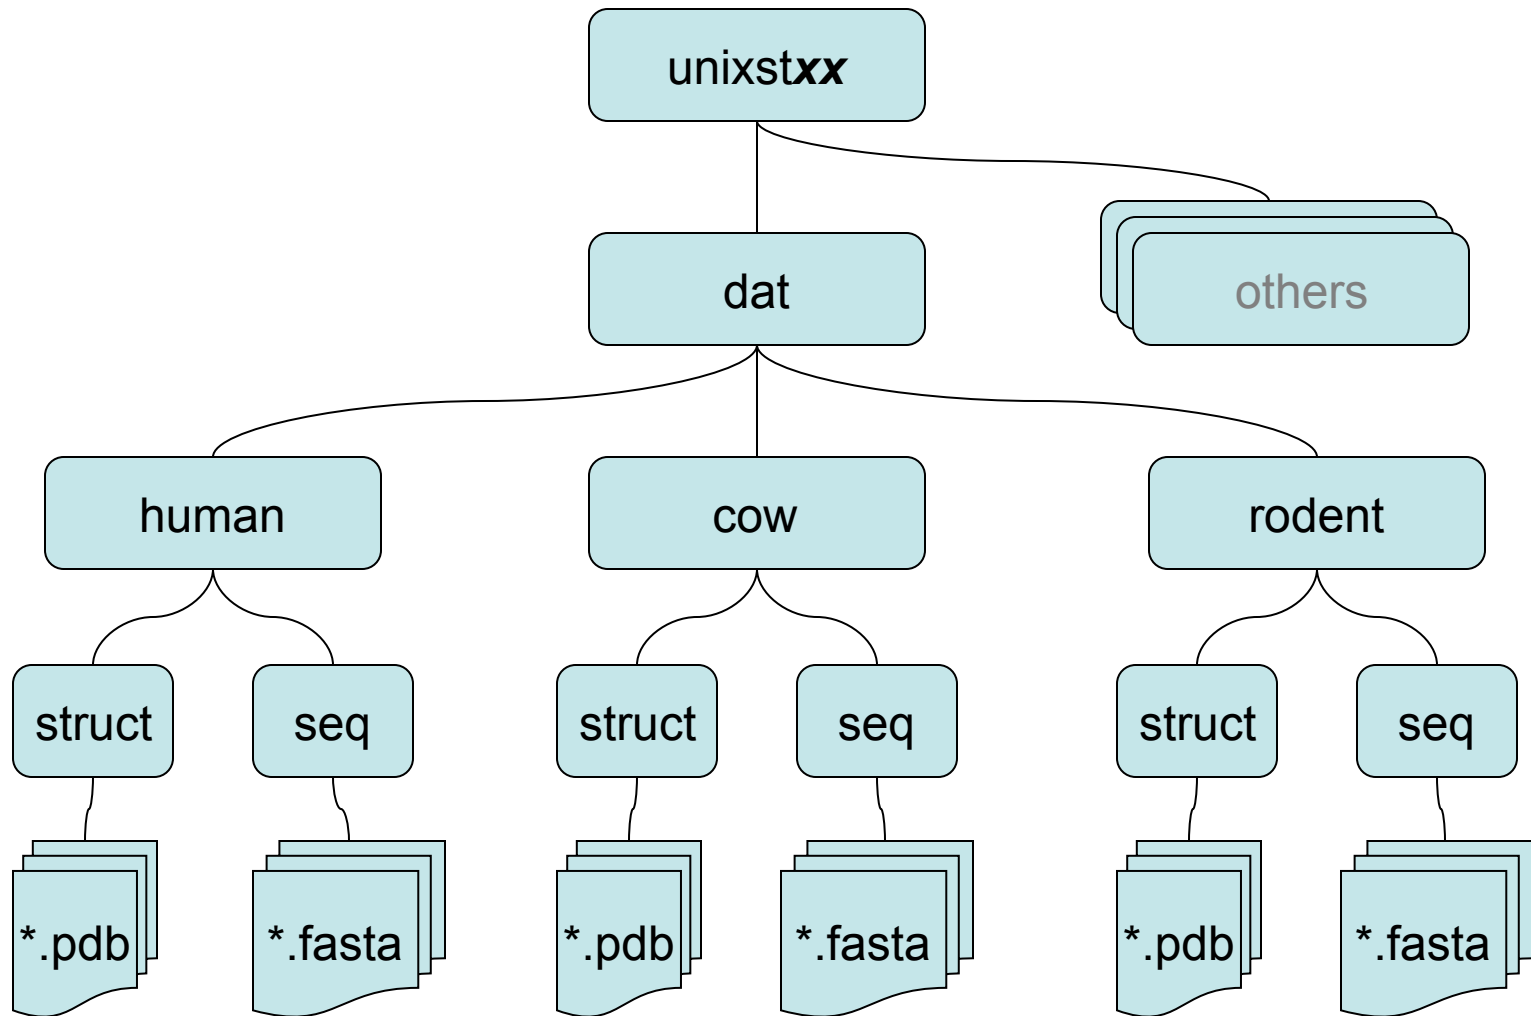 unixstxx
dat
others
human
cow
rodent
struct
seq
struct
seq
struct
seq
*.pdb
*.fasta
*.pdb
*.fasta
*.pdb
*.fasta